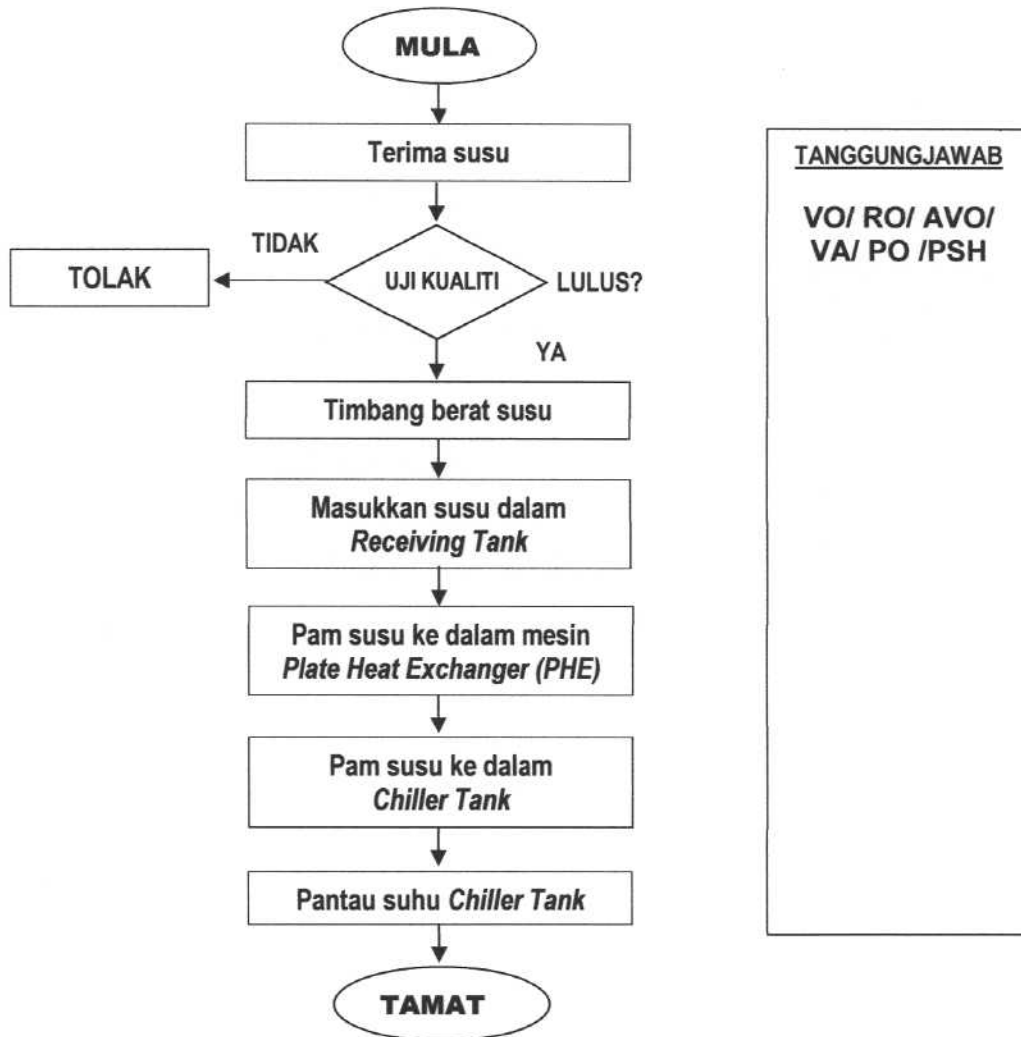 MULA
Terima susu
TIDAK
TOLAK
UJI KUALITI
LULUS?
YA
Timbang berat susu
Masukkan susu dalam
Receiving Tank
Pam susu ke dalam mesin
Plate Heat Exchanger (PHE)
Pam susu ke dalam
Chiller Tank
Pantau suhu Chiller Tank
TAMAT
TANGGUNGJAWAB
VO/ RO/ AVO/
VA/ PO /PSH